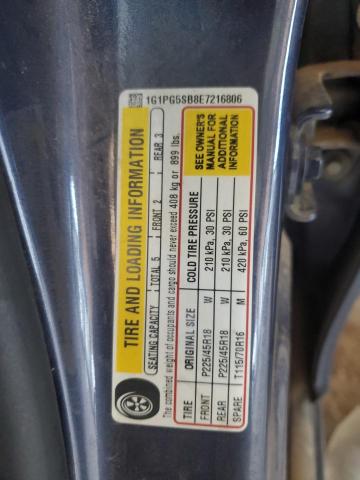 1G1PG5SB8E7216806
TIRE AND LOADING INFORMATION
SEATING CAPACITY | TOTAL 5 | FRONT 2 | REAR 3
The combined weight of occupants and cargo should never exceed 408 kg or 899 lbs.
TIRE ORIGINAL SIZE COLD TIRE PRESSURE
FRONT P225/45R18 W 210 kPa, 30 PSI
REAR P225/45R18 W 210 kPa, 30 PSI
SPARE T115/70R16 M 420 kPa, 60 PSI
SEE OWNER'S
MANUAL FOR
ADDITIONAL
INFORMATION